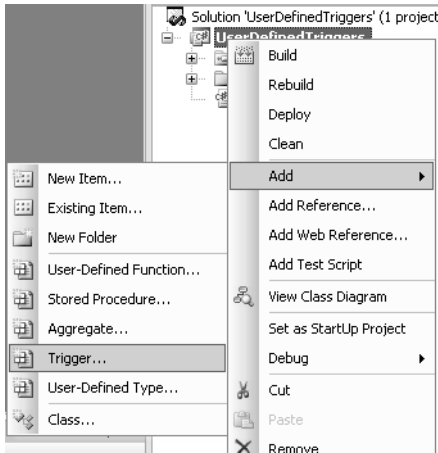 Solution 'UserDefinedTriggers' (1 project
UserDefinedTriggers
Build
Rebuild
Deploy
Clean
Add
Add Reference...
Add Web Reference...
Add Test Script
View Class Diagram
Set as StartUp Project
Debug
Cut
Paste
Remove
New Item...
Existing Item...
New Folder
User-Defined Function...
Stored Procedure...
Aggregate...
Trigger...
User-Defined Type...
Class...